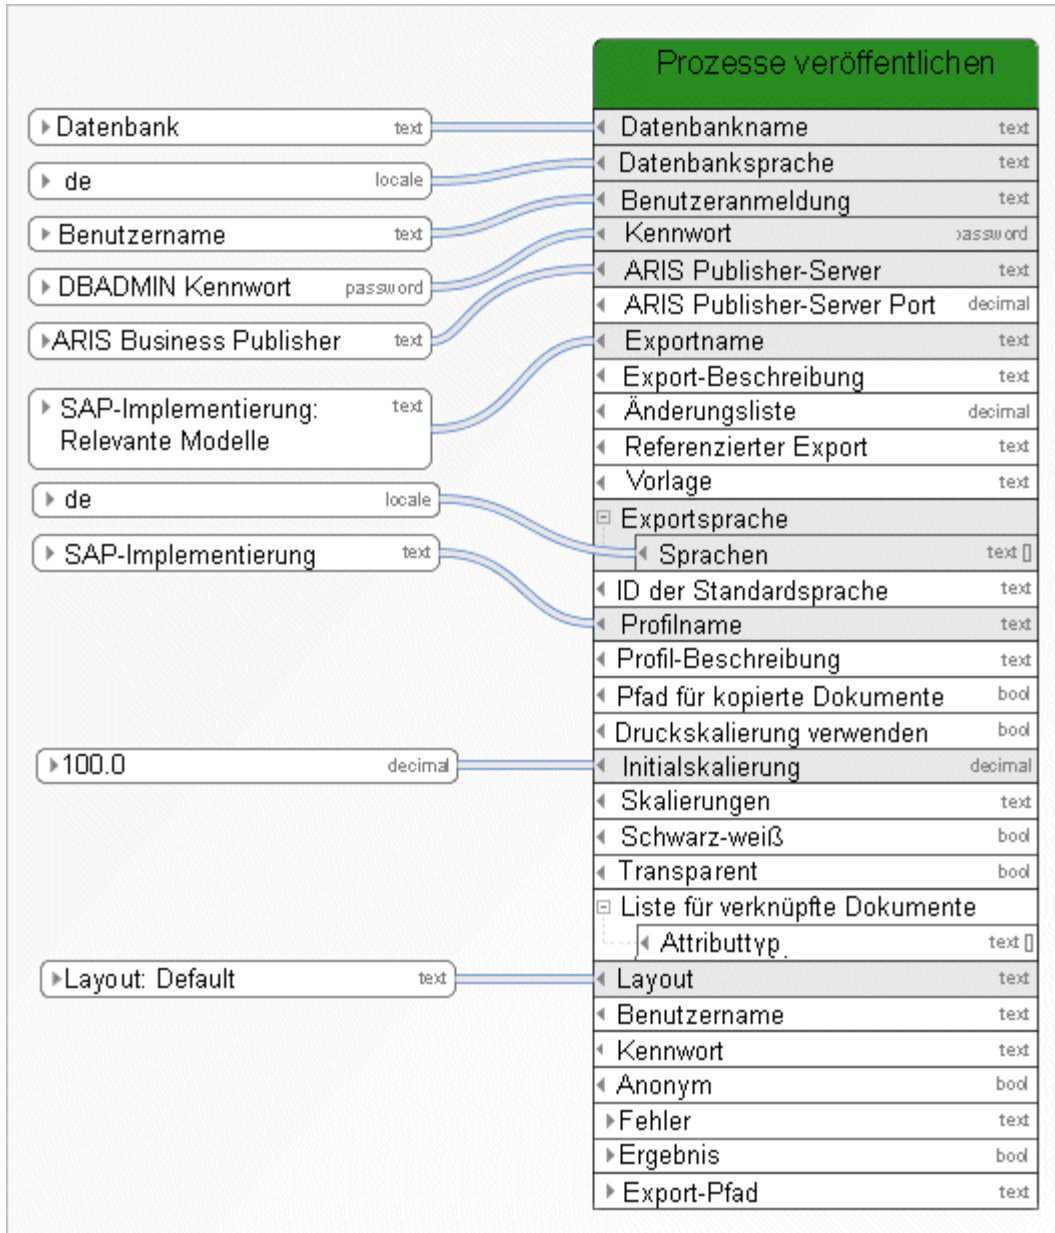 Prozesse veröffentlichen
Datenbank text
Datenbankname text
de locale
Datenbanksprache text
Benutzername text
Benutzeranmeldung text
DBADMIN Kennwort password
Kennwort password
ARIS Business Publisher text
ARIS Publisher-Server text
ARIS Publisher-Server Port decimal
SAP-Implementierung: text
Relevante Modelle
Exportname text
Export-Beschreibung text
Änderungsliste decimal
Referenzierter Export text
Vorlage text
de locale
Exportsprache
Sprachen text []
SAP-Implementierung text
ID der Standardsprache text
Profilname text
Profil-Beschreibung text
Pfad für kopierte Dokumente bool
Druckskalierung verwenden bool
100.0 decimal
Initialskalierung decimal
Skalierungen text
Schwarz-weiß bool
Transparent bool
Liste für verknüpfte Dokumente
Attributtyp text []
Layout: Default text
Layout text
Benutzername text
Kennwort text
Anonym bool
Fehler text
Ergebnis bool
Export-Pfad text